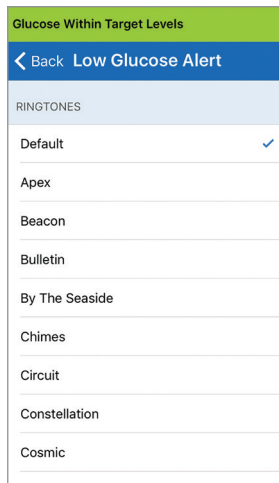 Glucose Within Target Levels
Back Low Glucose Alert
RINGTONES
Default
Apex
Beacon
Bulletin
By The Seaside
Chimes
Circuit
Constellation
Cosmic